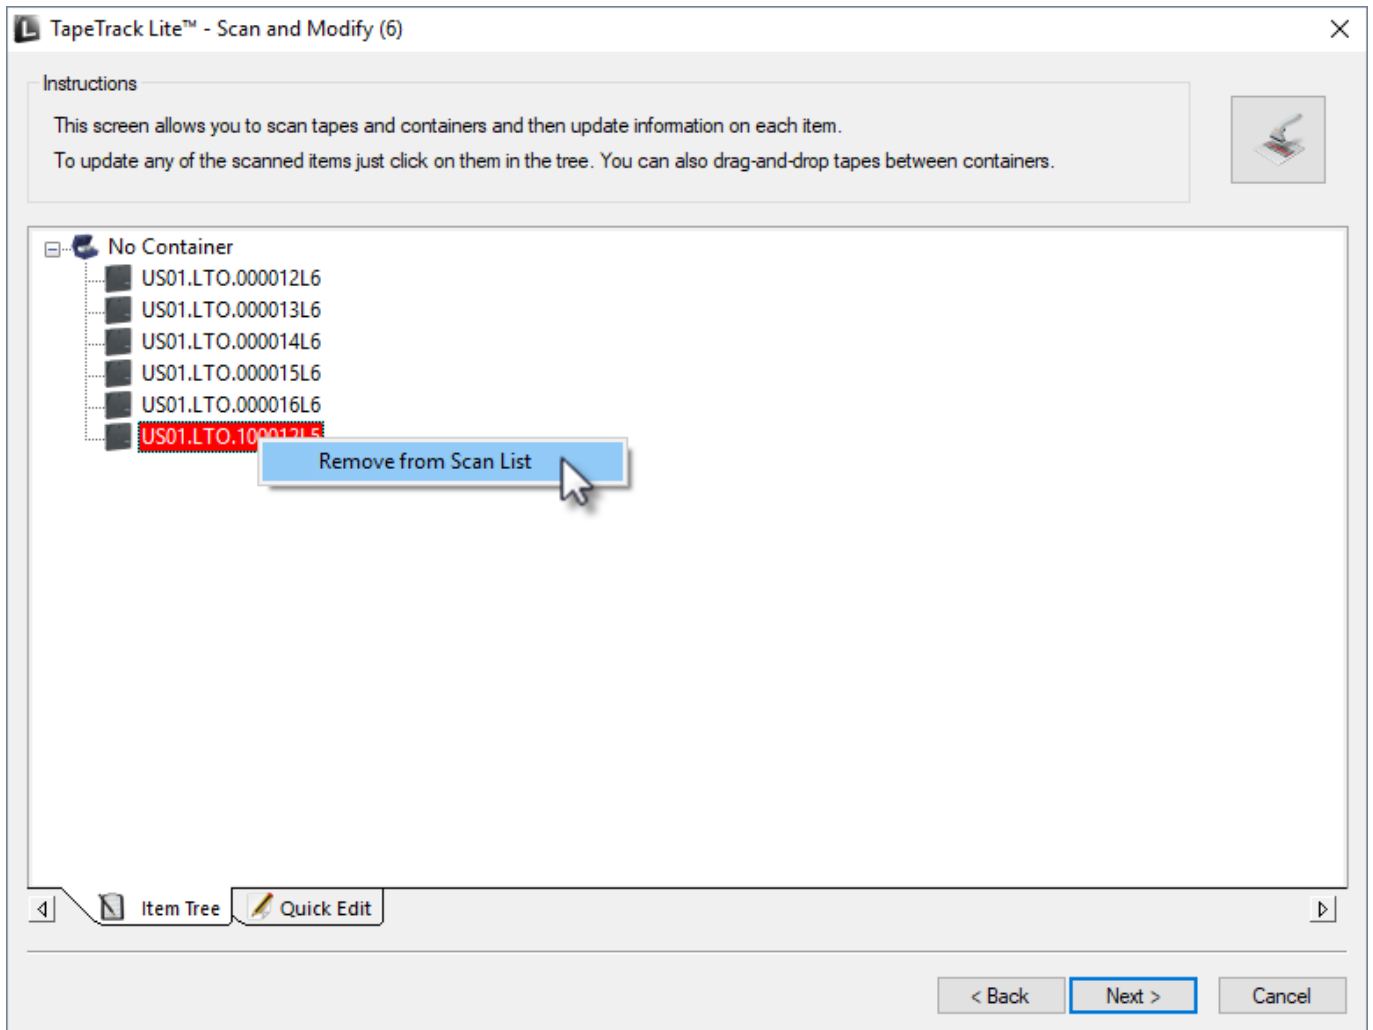 TapeTrack Lite™ - Scan and Modify (6)
Instructions
This screen allows you to scan tapes and containers and then update information on each item.
To update any of the scanned items just click on them in the tree. You can also drag-and-drop tapes between containers.
No Container
US01.LTO.000012L6
US01.LTO.000013L6
US01.LTO.000014L6
US01.LTO.000015L6
US01.LTO.000016L6
US01.LTO.100012L5
Remove from Scan List
Item Tree
Quick Edit
< Back
Next >
Cancel